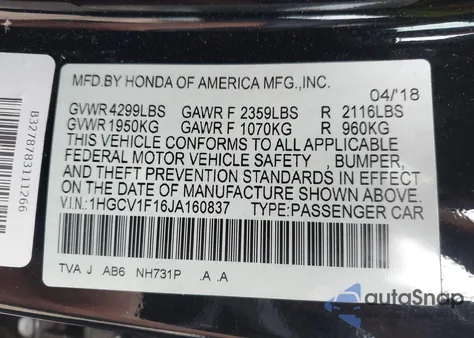 MFD.BY HONDA OF AMERICA MFG.,INC.
04/'18
GVWR 4299LBS GAWR F 2359LBS R 2116LBS
GVWR 1950KG GAWR F 1070KG R 960KG
THIS VEHICLE CONFORMS TO ALL APPLICABLE
FEDERAL MOTOR VEHICLE SAFETY , BUMPER,
AND THEFT PREVENTION STANDARDS IN EFFECT
ON THE DATE OF MANUFACTURE SHOWN ABOVE.
V.I.N.:1HGCV1F16JA160837 TYPE:PASSENGER CAR
TVA J AB6 NH731P .A .A
B3278783111266
autoSnap